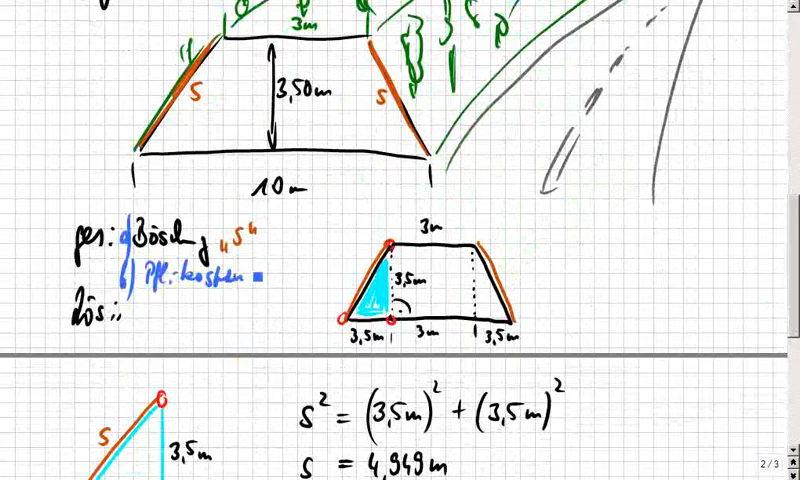 3m
S
3,50m
S
10m
ges: a) Böschung "S"
b) Pfl.-kosten
Lös.:
3m
3,5m
3,5m 3m 3,5m
S
3,5m
s² = (3,5m)² + (3,5m)²
s = 4,949m
2/3